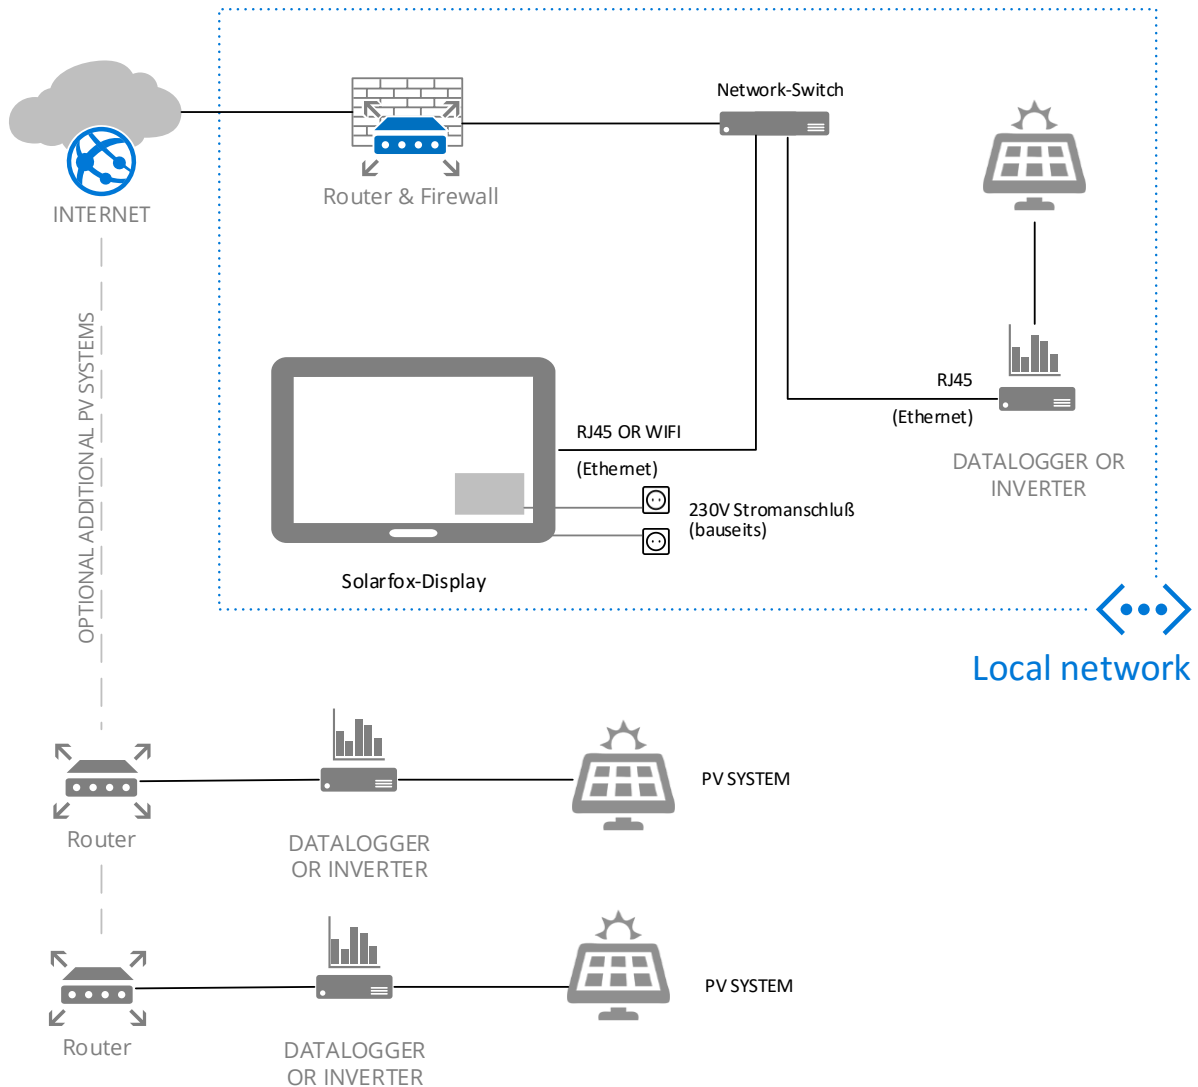 Network-Switch
INTERNET
Router & Firewall
OPTIONAL ADDITIONAL PV SYSTEMS
RJ45
(Ethernet)
DATALOGGER OR
INVERTER
RJ45 OR WIFI
(Ethernet)
230V Stromanschluß
(bauseits)
Solarfox-Display
Local network
Router
DATALOGGER
OR INVERTER
PV SYSTEM
Router
DATALOGGER
OR INVERTER
PV SYSTEM